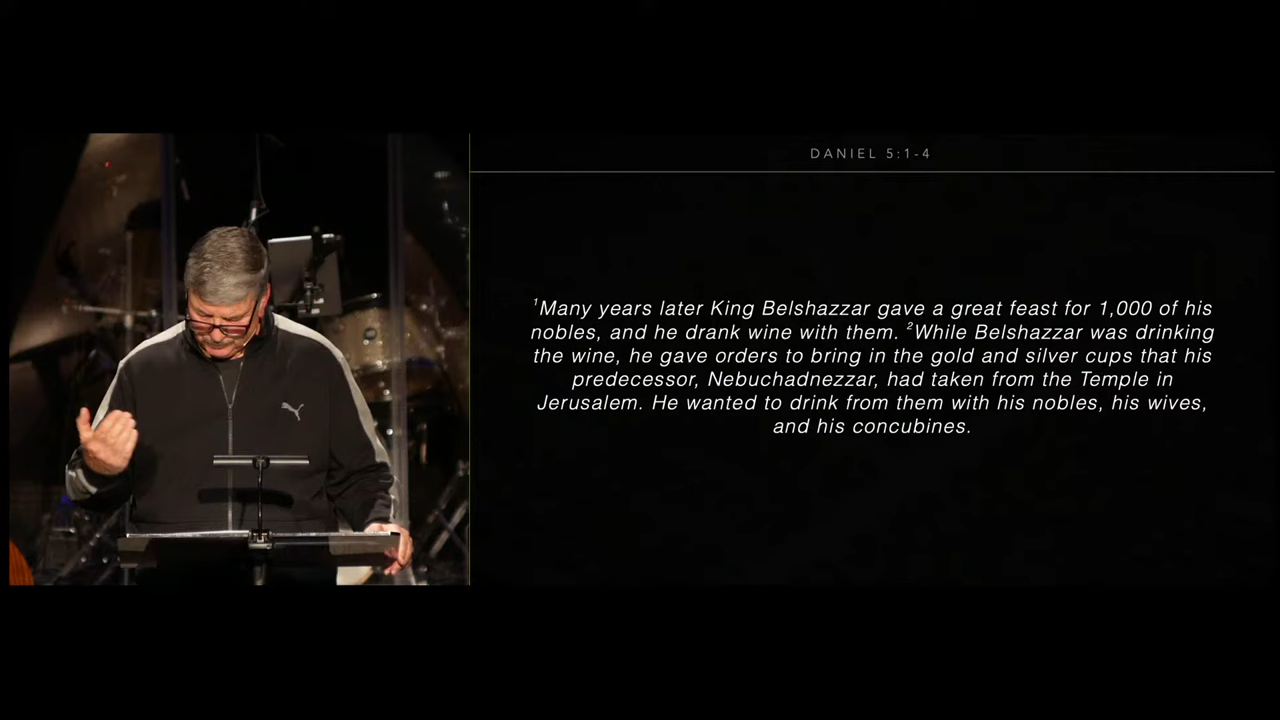 DANIEL 5:1-4
¹Many years later King Belshazzar gave a great feast for 1,000 of his
nobles, and he drank wine with them. ²While Belshazzar was drinking
the wine, he gave orders to bring in the gold and silver cups that his
predecessor, Nebuchadnezzar, had taken from the Temple in
Jerusalem. He wanted to drink from them with his nobles, his wives,
and his concubines.